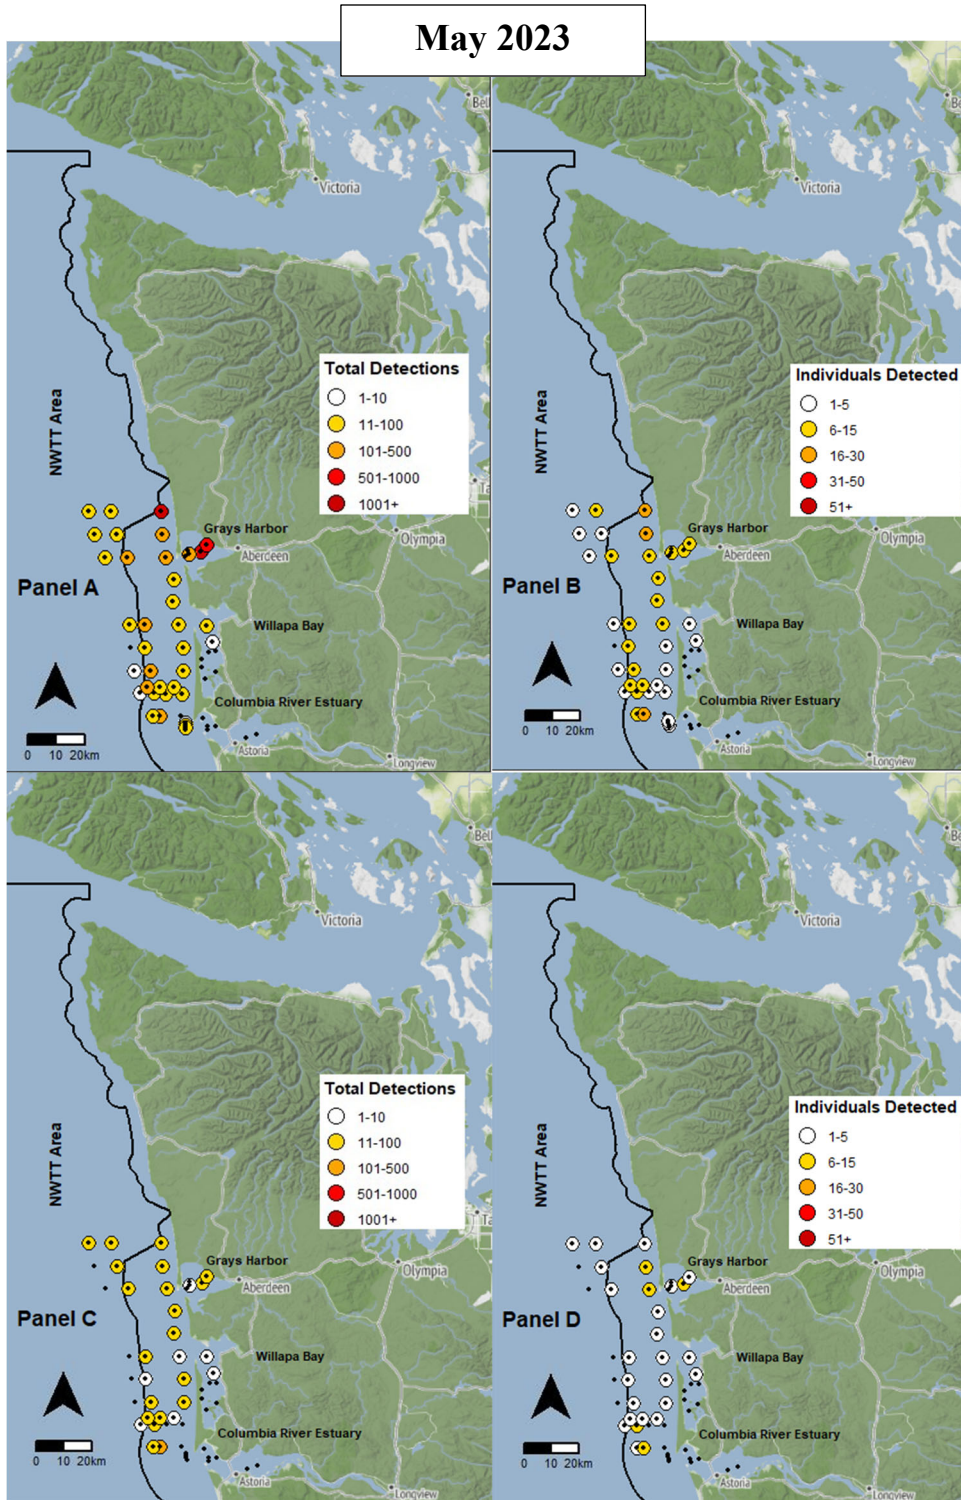 May 2023
Bel
Victoria
NWTT Area
Total Detections
1-10
11-100
101-500
501-1000
1001+
Grays Harbor
Aberdeen
Olympia
Panel A
Willapa Bay
Columbia River Estuary
0 10 20km
Astoria
Longview
Be
Victoria
NWTT Area
Individuals Detected
1-5
6-15
16-30
31-50
51+
Ta
Grays Harbor
Aberdeen
Olympia
Panel B
Willapa Bay
Columbia River Estuary
0 10 20km
Astoria
Longview
Bel
Victoria
NWTT Area
Total Detections
1-10
11-100
101-500
501-1000
1001+
Ta
Grays Harbor
Aberdeen
Olympia
Panel C
Willapa Bay
Columbia River Estuary
0 10 20km
Astoria
Longview
Be
Victoria
NWTT Area
Individuals Detected
1-5
6-15
16-30
31-50
51+
Grays Harbor
Aberdeen
Olympia
Panel D
Willapa Bay
Columbia River Estuary
0 10 20km
Astoria
Longview